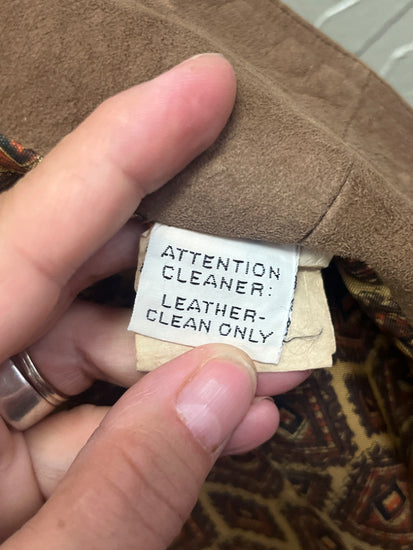 ATTENTION
CLEANER:
LEATHER-
CLEAN ONLY